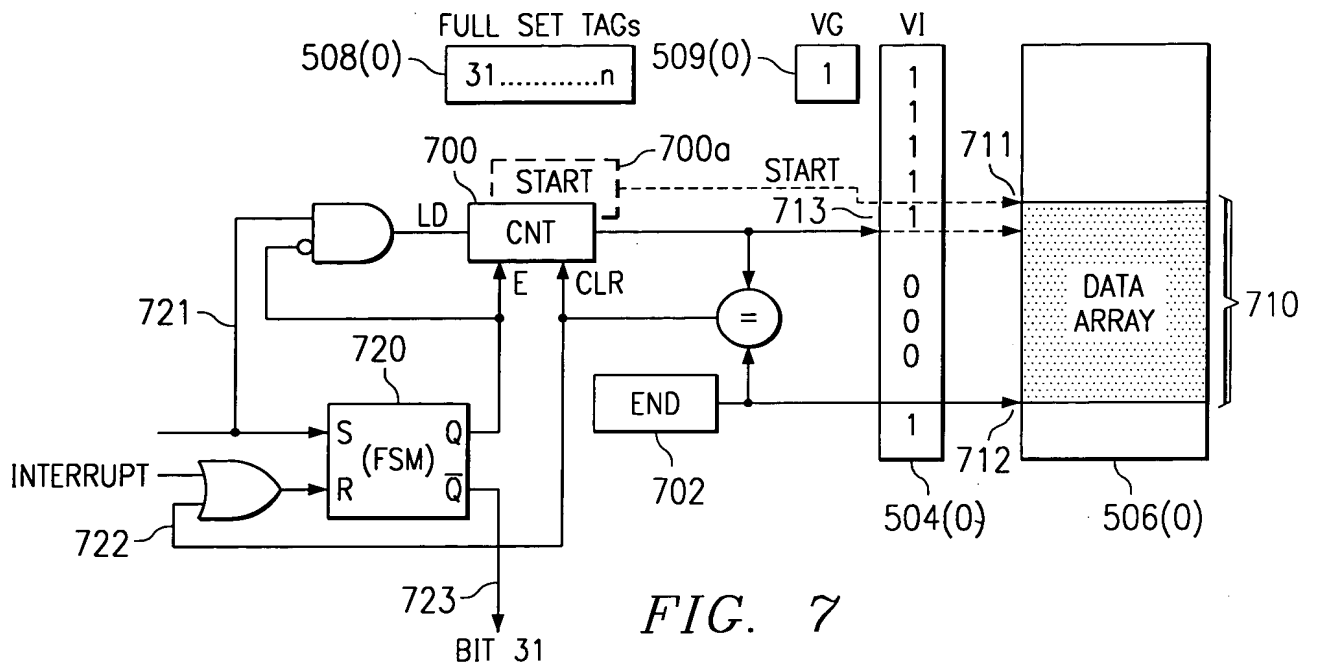 FULL SET TAGs
VG
VI
508(0)
31............n
509(0)
1
1
1
1
1
1
0
0
0
1
700
700a
START
START
711
713
LD
CNT
E
CLR
721
=
DATA
ARRAY
710
720
END
S
Q
(FSM)
R
Q̅
INTERRUPT
702
712
722
504(0)
506(0)
723
BIT 31
FIG. 7